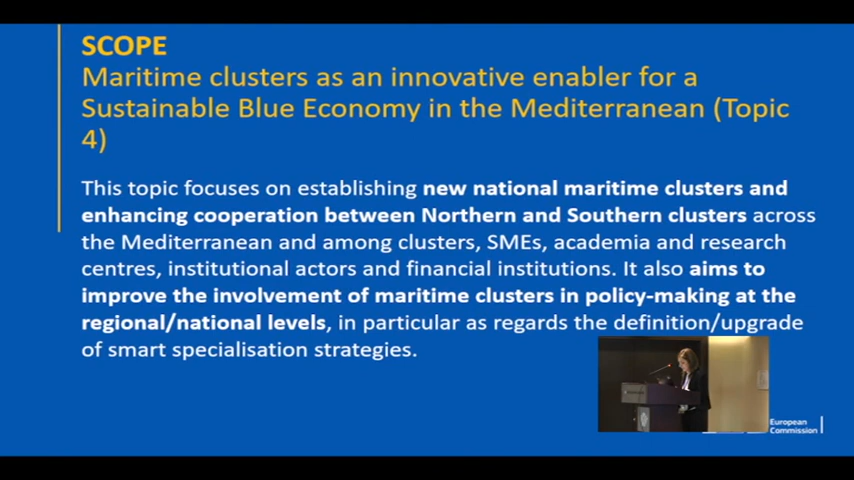 SCOPE
Maritime clusters as an innovative enabler for a
Sustainable Blue Economy in the Mediterranean (Topic
4)
This topic focuses on establishing new national maritime clusters and
enhancing cooperation between Northern and Southern clusters across
the Mediterranean and among clusters, SMEs, academia and research
centres, institutional actors and financial institutions. It also aims to
improve the involvement of maritime clusters in policy-making at the
regional/national levels, in particular as regards the definition/upgrade
of smart specialisation strategies.
European
Commission